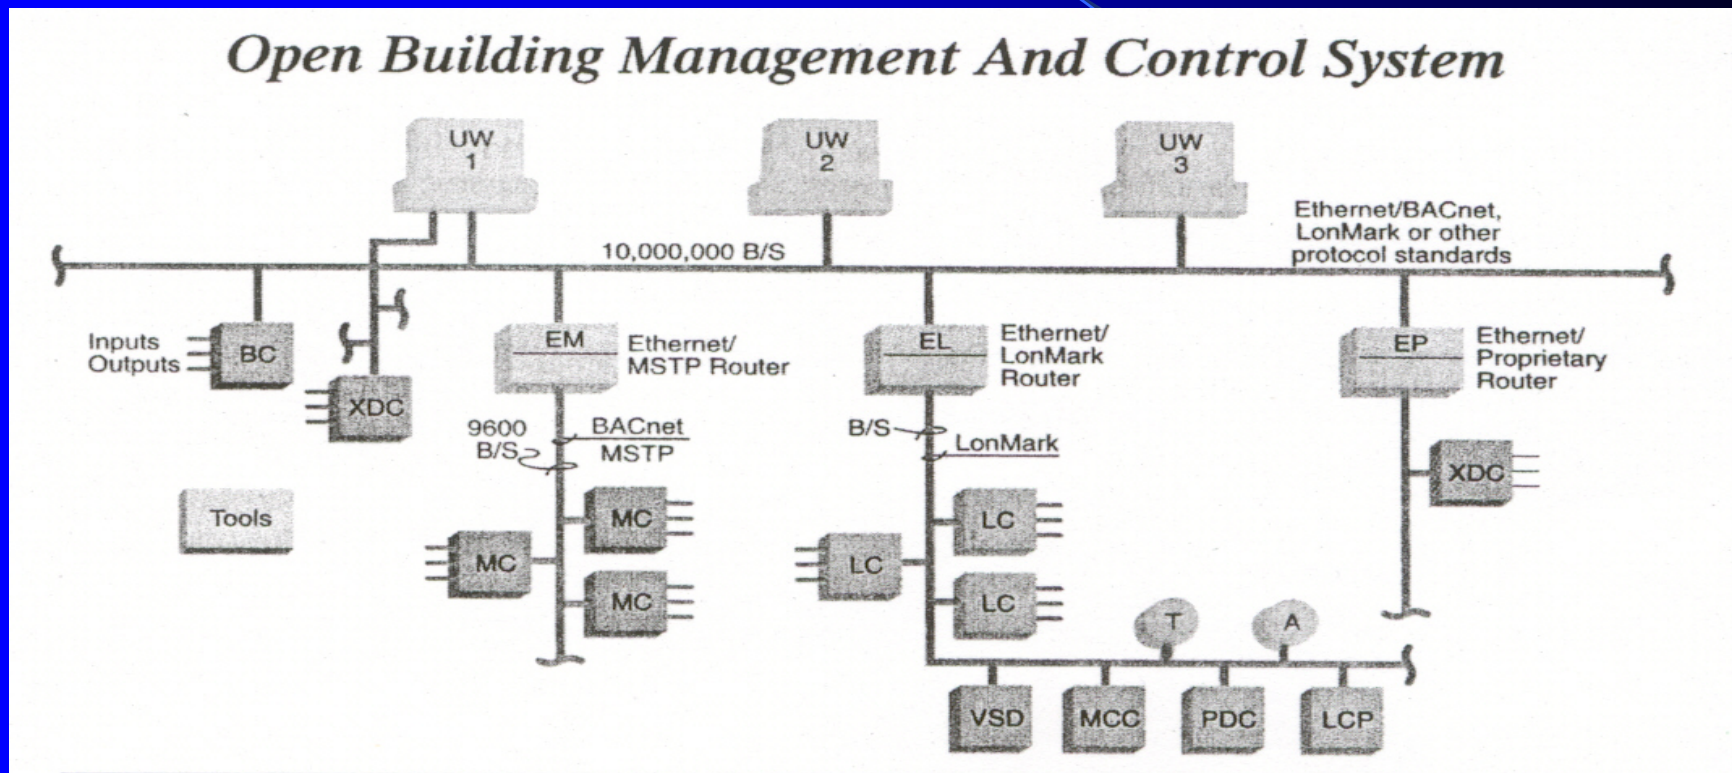 Open Building Management And Control System
UW
1
UW
2
UW
3
Ethernet/BACnet,
LonMark or other
protocol standards
10,000,000 B/S
Inputs
Outputs
BC
XDC
EM
Ethernet/
MSTP Router
EL
Ethernet/
LonMark
Router
EP
Ethernet/
Proprietary
Router
9600
B/S
BACnet
MSTP
B/S
LonMark
XDC
Tools
MC
MC
MC
LC
LC
LC
T
A
VSD
MCC
PDC
LCP